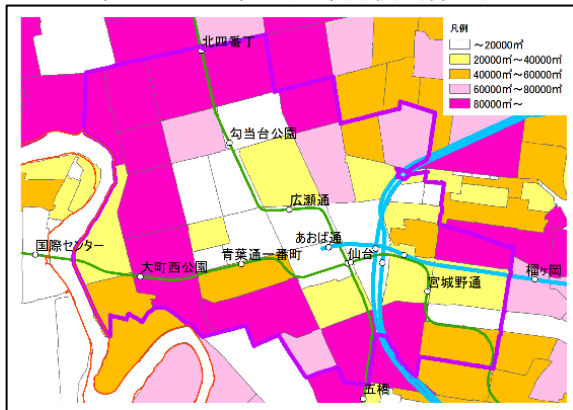 凡例
～20000㎡
20000㎡～40000㎡
40000㎡～60000㎡
60000㎡～80000㎡
80000㎡～
北四番丁
勾当台公園
広瀬通
あおば通
仙台
国際センター
大町西公園
青葉通一番町
宮城野通
榴ヶ岡
五橋